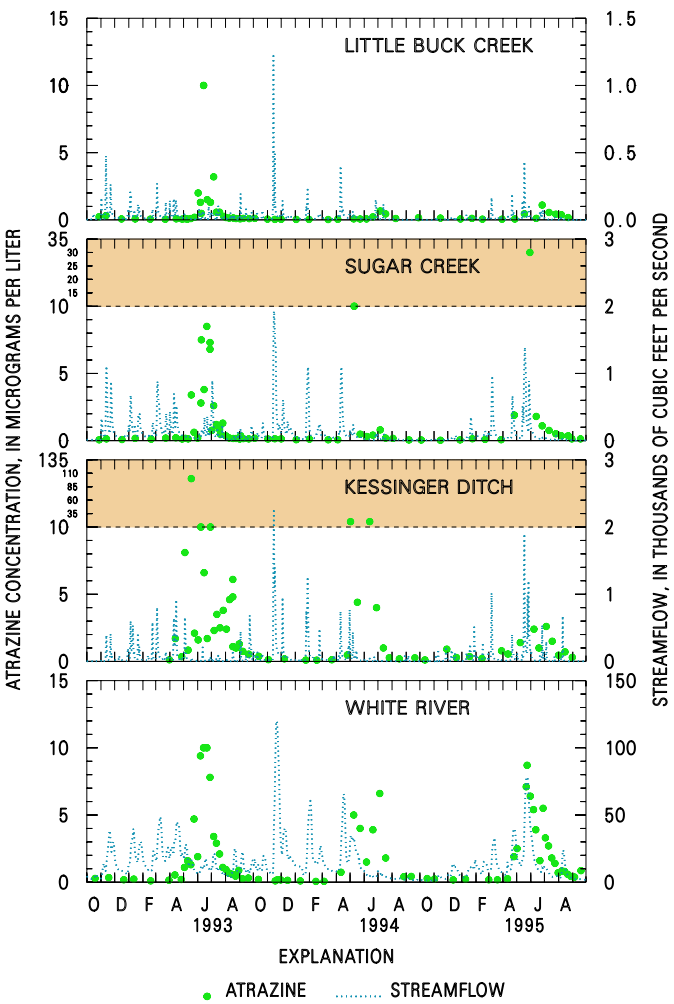 ATRAZINE CONCENTRATION, IN MICROGRAMS PER LITER
STREAMFLOW, IN THOUSANDS OF CUBIC FEET PER SECOND
15 1.5
LITTLE BUCK CREEK
10 1.0
5 0.5
0 0.0
35 3
30
SUGAR CREEK
25
20
15
10 2
5 1
0 0
135 3
110
KESSINGER DITCH
85
60
35
10 2
5 1
0 0
15 150
WHITE RIVER
10 100
5 50
0 0
O D F A J A O D F A J A O D F A J A
1993 1994 1995
EXPLANATION
ATRAZINE STREAMFLOW